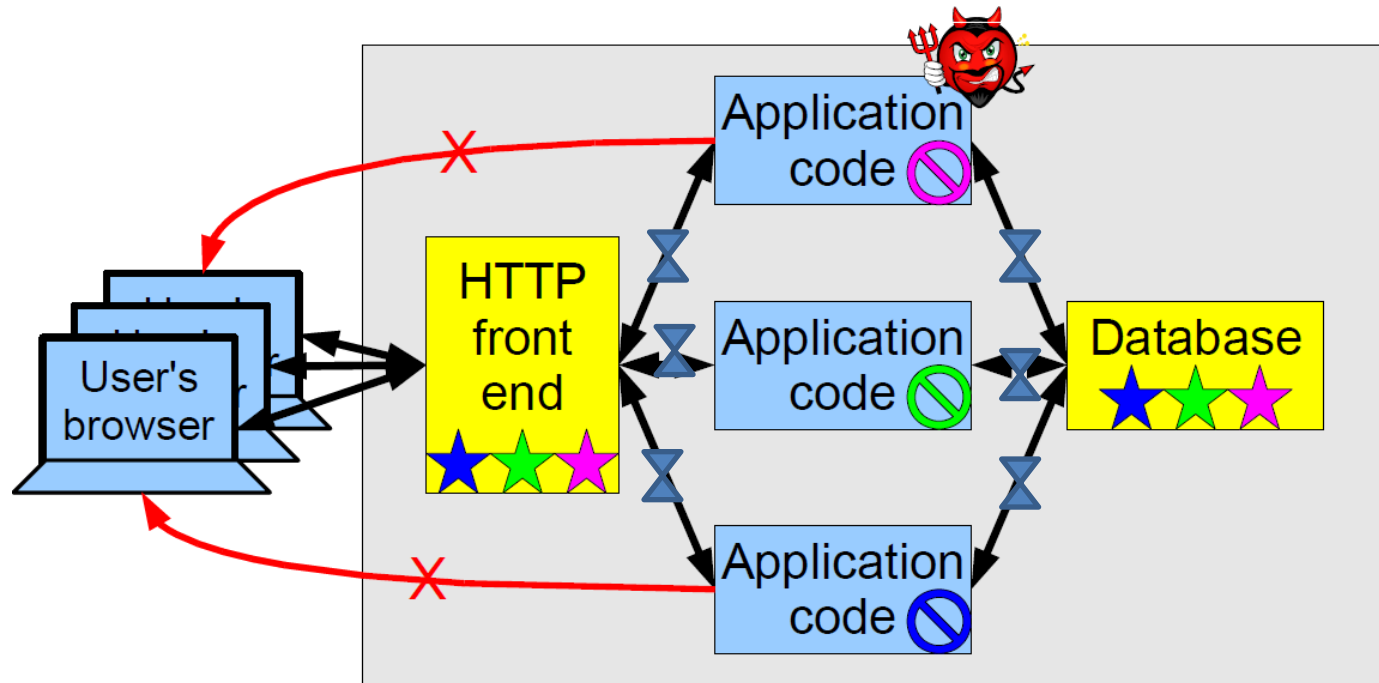 Application
code
X
HTTP
front
end
User's
browser
Application
code
Database
X
Application
code